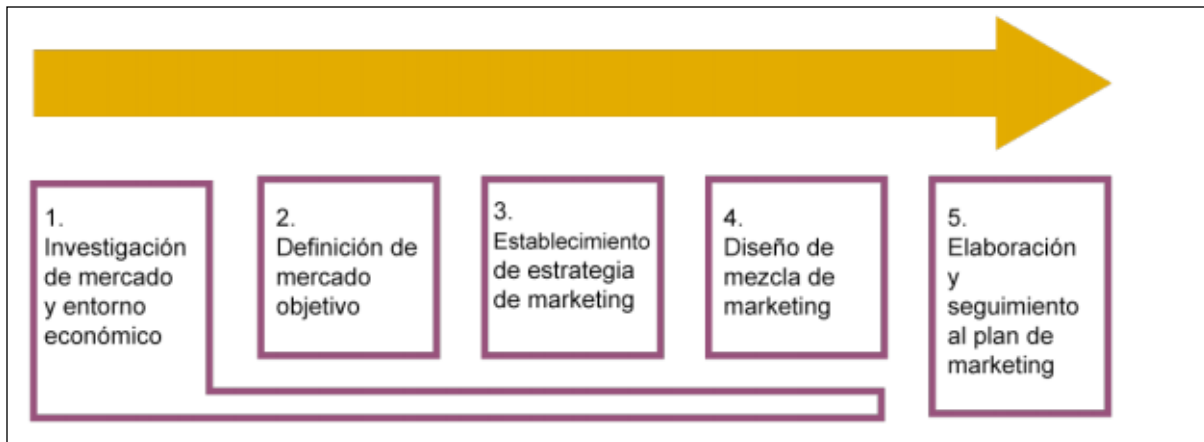 1.
Investigación
de mercado
y entorno
económico
2.
Definición de
mercado
objetivo
3.
Establecimiento
de estrategia
de marketing
4.
Diseño de
mezcla de
marketing
5.
Elaboración
y
seguimiento
al plan de
marketing